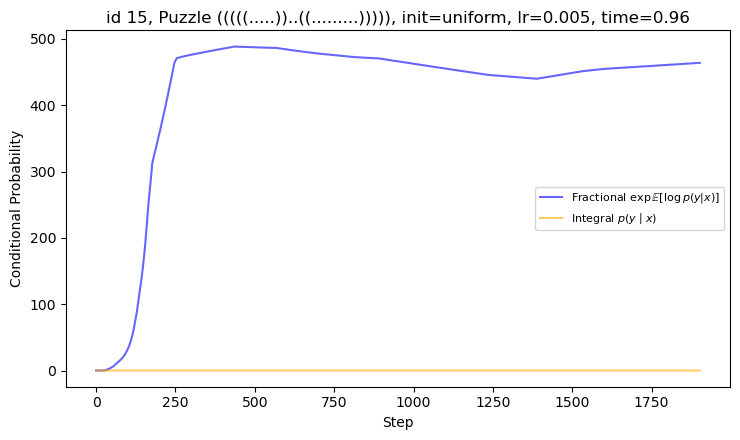 id 15, Puzzle (((((.....))..((.........))))), init=uniform, lr=0.005, time=0.96
500
400
300
200
100
0
Conditional Probability
Fractional exp𝔼[log p(y|x)]
Integral p(y | x)
0 250 500 750 1000 1250 1500 1750
Step